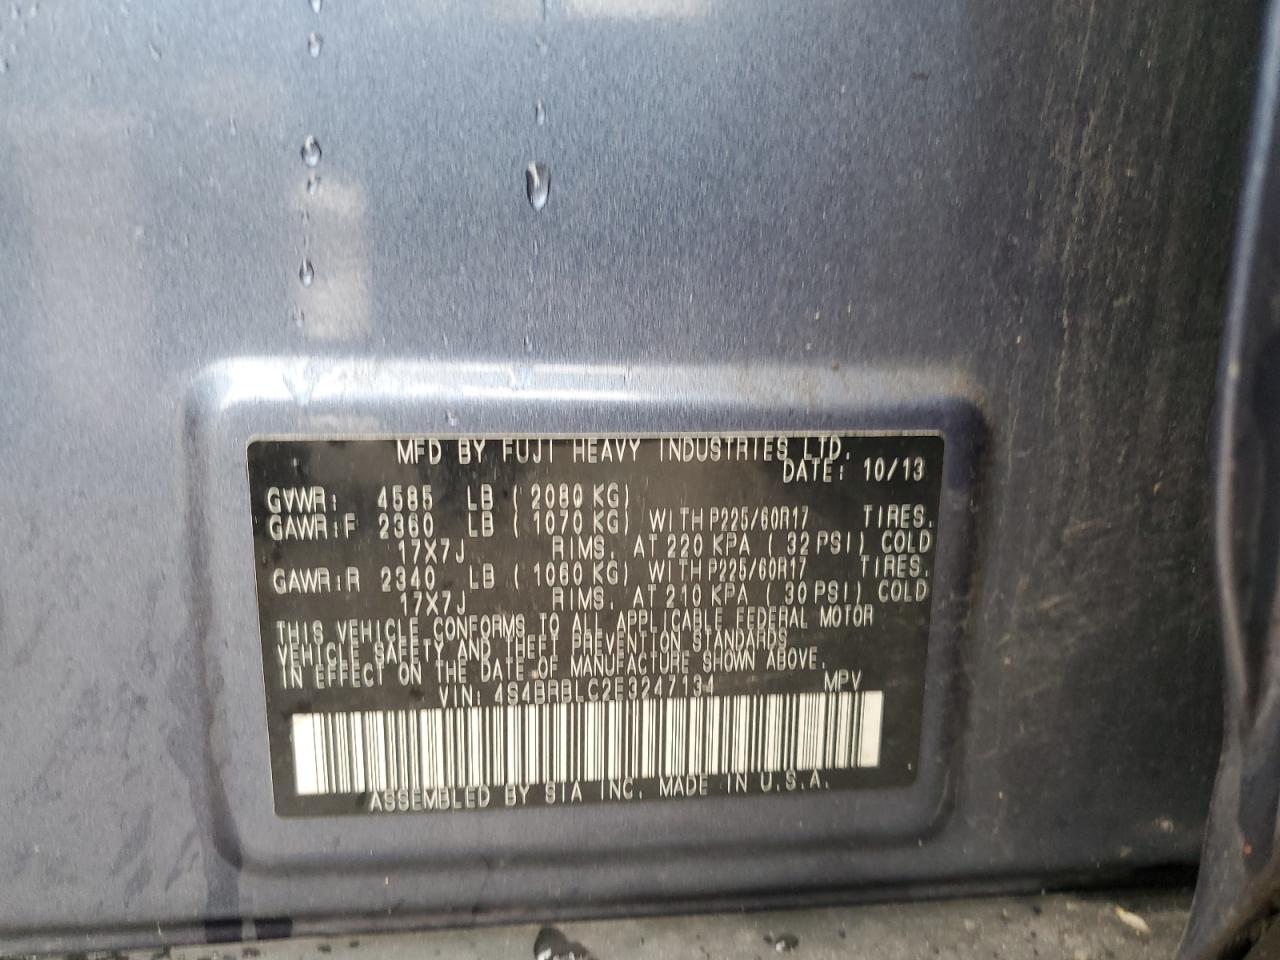 MFD BY FUJI HEAVY INDUSTRIES LTD.
DATE: 10/13
GVWR: 4585 LB ( 2080 KG)
GAWR:F 2360 LB ( 1070 KG) WITH P225/60R17 TIRES,
17X7J RIMS, AT 220 KPA ( 32 PSI) COLD
GAWR:R 2340 LB ( 1060 KG) WITH P225/60R17 TIRES,
17X7J RIMS, AT 210 KPA ( 30 PSI) COLD
THIS VEHICLE CONFORMS TO ALL APPLICABLE FEDERAL MOTOR
VEHICLE SAFETY AND THEFT PREVENTION STANDARDS
IN EFFECT ON THE DATE OF MANUFACTURE SHOWN ABOVE.
VIN: 4S4BRBLC2E3247134 MPV
ASSEMBLED BY SIA INC. MADE IN U.S.A.